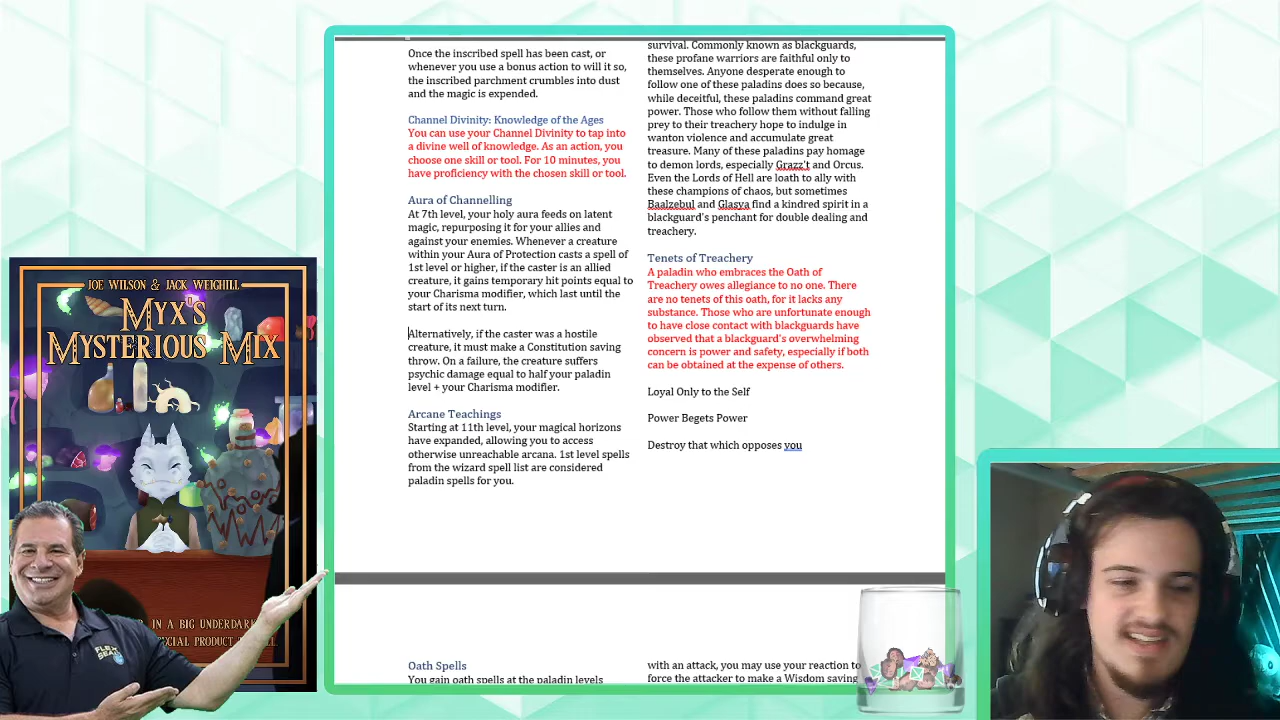 JOE WILSON & JACK WEIGHILL
MYX'S
MYSTERIOUS MIX
IN A BIG UNDERDARK
PRODUCT
FLEX
SEAL
Once the inscribed spell has been cast, or
whenever you use a bonus action to will it so,
the inscribed parchment crumbles into dust
and the magic is expended.
Channel Divinity: Knowledge of the Ages
You can use your Channel Divinity to tap into
a divine well of knowledge. As an action, you
choose one skill or tool. For 10 minutes, you
have proficiency with the chosen skill or tool.
Aura of Channelling
At 7th level, your holy aura feeds on latent
magic, repurposing it for your allies and
against your enemies. Whenever a creature
within your Aura of Protection casts a spell of
1st level or higher, if the caster is an allied
creature, it gains temporary hit points equal to
your Charisma modifier, which last until the
start of its next turn.
Alternatively, if the caster was a hostile
creature, it must make a Constitution saving
throw. On a failure, the creature suffers
psychic damage equal to half your paladin
level + your Charisma modifier.
Arcane Teachings
Starting at 11th level, your magical horizons
have expanded, allowing you to access
otherwise unreachable arcana. 1st level spells
from the wizard spell list are considered
paladin spells for you.
survival. Commonly known as blackguards,
these profane warriors are faithful only to
themselves. Anyone desperate enough to
follow one of these paladins does so because,
while deceitful, these paladins command great
power. Those who follow them without falling
prey to their treachery hope to indulge in
wanton violence and accumulate great
treasure. Many of these paladins pay homage
to demon lords, especially Grazz't and Orcus.
Even the Lords of Hell are loath to ally with
these champions of chaos, but sometimes
Baalzebul and Glasya find a kindred spirit in a
blackguard's penchant for double dealing and
treachery.
Tenets of Treachery
A paladin who embraces the Oath of
Treachery owes allegiance to no one. There
are no tenets of this oath, for it lacks any
substance. Those who are unfortunate enough
to have close contact with blackguards have
observed that a blackguard's overwhelming
concern is power and safety, especially if both
can be obtained at the expense of others.
Loyal Only to the Self
Power Begets Power
Destroy that which opposes you
Oath Spells
You gain oath spells at the paladin levels
with an attack, you may use your reaction to
force the attacker to make a Wisdom saving